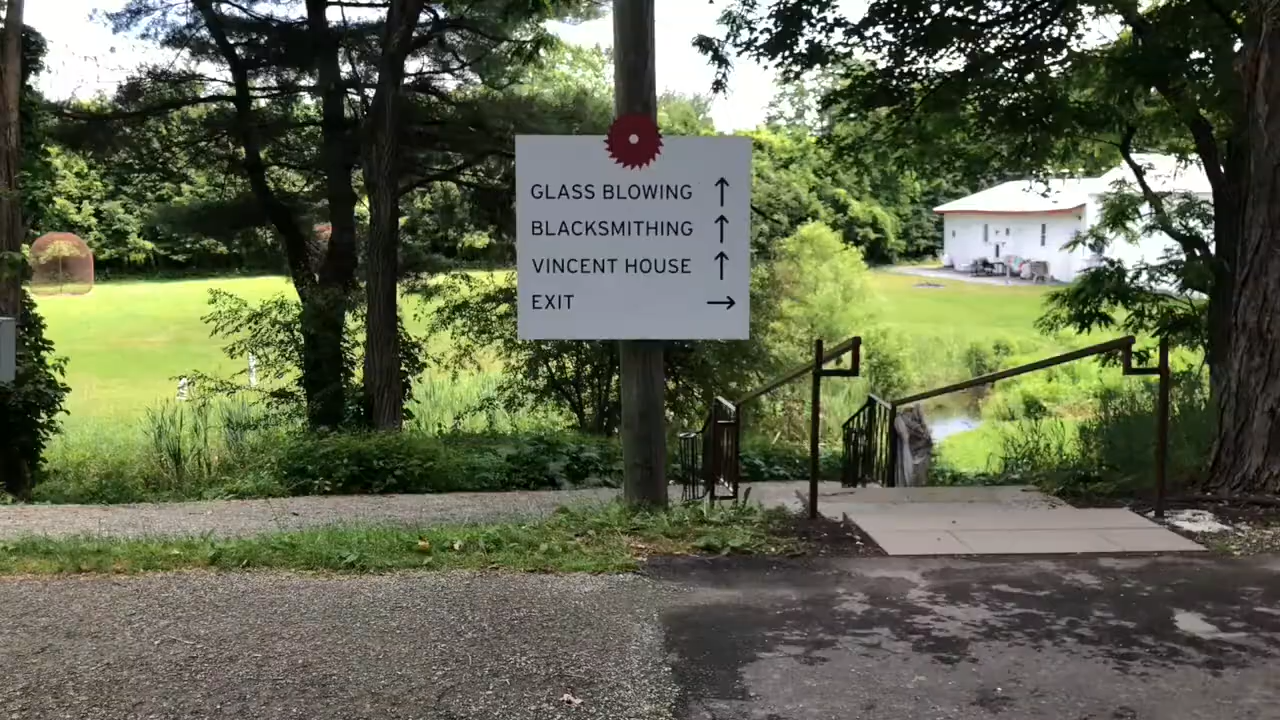 GLASS BLOWING ↑
BLACKSMITHING ↑
VINCENT HOUSE ↑
EXIT →